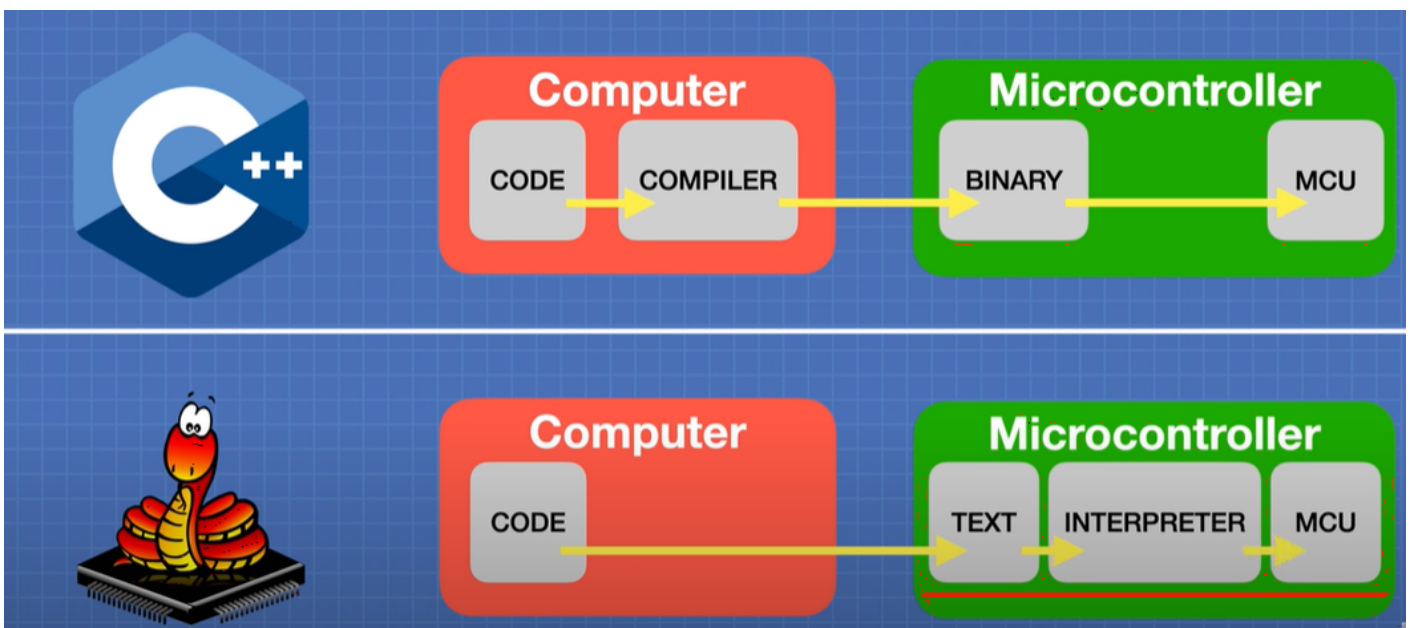 C++
Computer
Microcontroller
CODE
COMPILER
BINARY
MCU
Computer
Microcontroller
CODE
TEXT
INTERPRETER
MCU